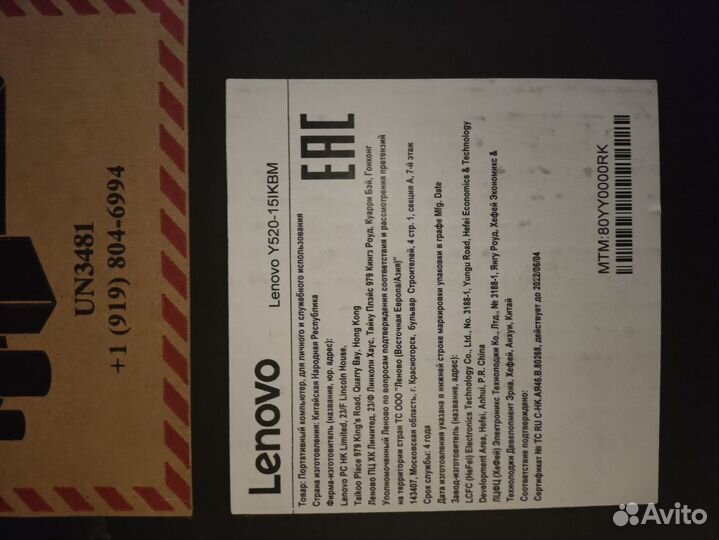 UN3481
+1 (919) 804-6994
Lenovo
Lenovo Y520-15IKBM
EAC
Товар: Портативный компьютер, для личного и служебного использования
Страна изготовления: Китайская Народная Республика
Фирма-изготовитель (название, юр. адрес):
Lenovo PC HK Limited, 23/F Lincoln House,
Taikoo Place 979 King's Road, Quarry Bay, Hong Kong
Леново ПЦ ХК Лимитед, 23/Ф Линколн Хаус, Тайку Плэйс 979 Кингз Роуд, Куарри Бэй, Гонконг
Уполномоченный Леново по вопросам подтверждения соответствия и рассмотрения претензий
на территории стран ТС ООО "Леново (Восточная Европа/Азия)"
143407, Московская область, г. Красногорск, бульвар Строителей, 4 стр. 1, секция А, 7-й этаж
Срок службы: 4 года
Дата изготовления указана в нижней строке маркировки упаковки в графе Mfg. Date
Завод-изготовитель (название, адрес):
LCFC (HeFei) Electronics Technology Co., Ltd., No. 3188-1, Yungu Road, Hefei Economics & Technology
Development Area, Hefei, Anhui, P.R. China
ЛЦФЦ (ХеФей) Электроникс Текнолоджи Ко., Лтд., № 3188-1, Янгу Роуд, Хефей Экономикс &
Технолоджи Девелопмент Эриа, Хефей, Анхуи, Китай
Соответствие подтверждено:
Сертификат № ТС RU C-HK.АЯ46.В.80268, действует до 2022/06/04
MTM:80YY0000RK
Avito